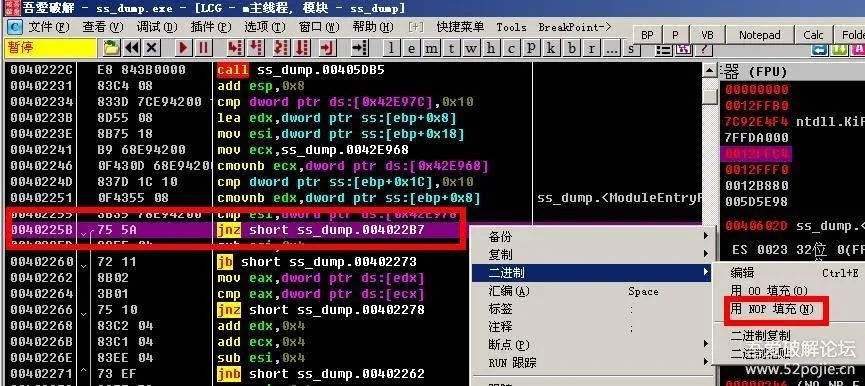 吾爱破解 - ss_dump.exe - [LCG - m主线程, 模块 - ss_dump]
文件(F) 查看(V) 调试(D) 插件(P) 选项(T) 窗口(W) 帮助(H) [+] 快捷菜单 Tools BreakPoint->
BP P VB Notepad Calc Folde
暂停 l e m t w h c P k b r ... s
0040222C E8 843B0000 call ss_dump.00405DB5
00402231 83C4 08 add esp,0x8
00402234 833D 7CE94200 cmp dword ptr ds:[0x42E97C],0x10
0040223B 8D55 08 lea edx,dword ptr ss:[ebp+0x8]
0040223E 8B75 18 mov esi,dword ptr ss:[ebp+0x18]
00402241 B9 68E94200 mov ecx,ss_dump.0042E968
00402246 0F430D 68E94200 cmovnb ecx,dword ptr ds:[0x42E968]
0040224D 837D 1C 10 cmp dword ptr ss:[ebp+0x1C],0x10
00402251 0F4355 08 cmovnb edx,dword ptr ss:[ebp+0x8]
00402255 3B35 78E94200 cmp esi,dword ptr ds:[0x42E978]
0040225B 75 5A jnz short ss_dump.004022B7
0040225D 83EE 04 sub esi,0x4
00402260 72 11 jb short ss_dump.00402273
00402262 8B02 mov eax,dword ptr ds:[edx]
00402264 3B01 cmp eax,dword ptr ds:[ecx]
00402266 75 10 jnz short ss_dump.00402278
00402268 83C2 04 add edx,0x4
0040226B 83C1 04 add ecx,0x4
0040226E 83EE 04 sub esi,0x4
00402271 73 EF jnb short ss_dump.00402262
ss_dump.<ModuleEntryP
器 (FPU)
00000000
0012FFB0
7C92E4F4 ntdll.KiF
7FFDA000
0012FFC4
0012FFF0
0012B880
005D5E98
0040602D ss_dump.<
ES 0023 32位 0(FF
备份
复制
二进制
汇编(A) Space
标签 :
注释 ;
断点(P)
RUN 跟踪
编辑 Ctrl+E
用 00 填充(O)
用 NOP 填充(N)
二进制复制
二进制粘贴
吾爱破解论坛
www.52pojie.cn